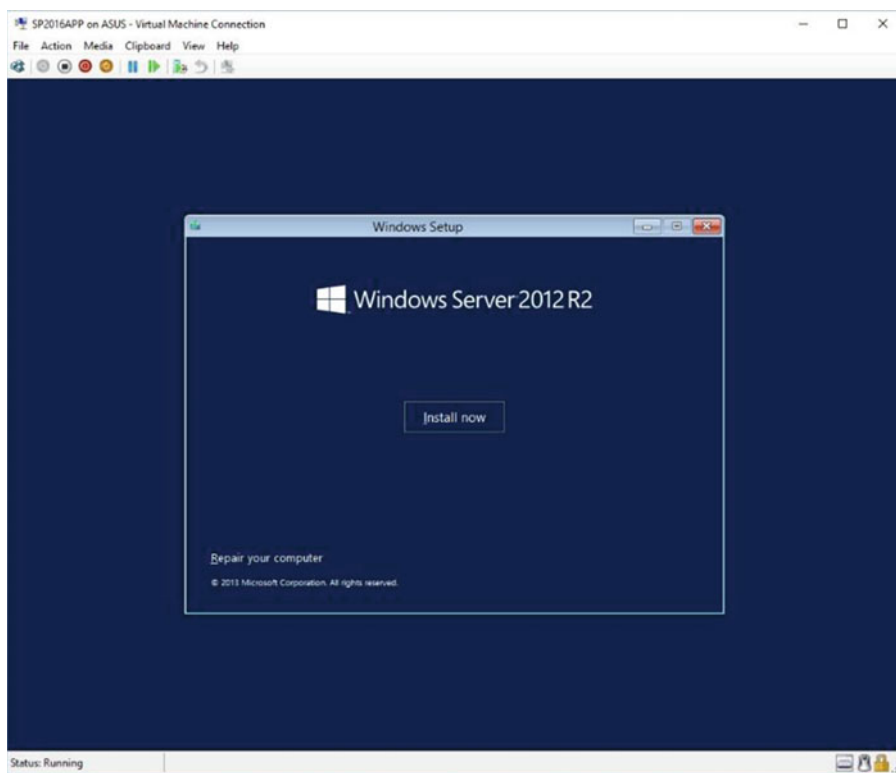 SP2016APP on ASUS - Virtual Machine Connection
File Action Media Clipboard View Help
Windows Setup
Windows Server 2012 R2
Install now
Repair your computer
© 2013 Microsoft Corporation. All rights reserved.
Status: Running